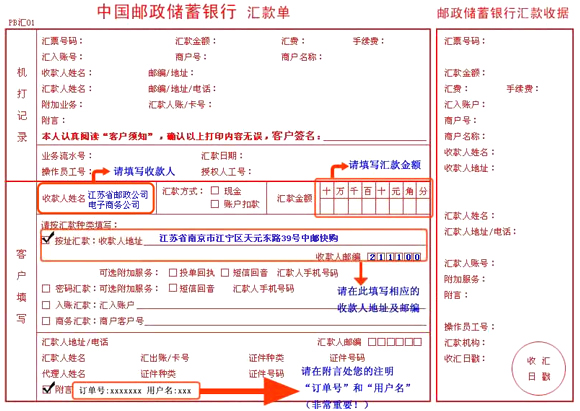 中国邮政储蓄银行 汇款单
邮政储蓄银行汇款收据
PB汇01
机打记录
汇票号码： 汇款金额： 汇费： 手续费：
汇入账号： 商户号： 商户名称：
收款人姓名： 邮编/地址：
汇款人姓名： 邮编/地址/电话：
附加业务： 汇款人账/卡号：
附言：
本人认真阅读“客户须知”，确认以上打印内容无误，客户签名：
业务流水号： 汇款日期：
操作员工号： 授权人工号：
请填写收款人
请填写汇款金额
客户填写
收款人姓名 江苏省邮政公司
电子商务公司
汇款方式： 现金
账户扣款
汇款金额 十万千百十元角分
请按汇款种类填写：
按址汇款：收款人地址 江苏省南京市江宁区天元东路39号中邮快购
收款人邮编 211100
可选附加服务： 投单回执 短信回音 汇款人手机号码
密码汇款：可选附加服务： 短信回音 汇款人手机号码
入账汇款：汇入账户
商务汇款：商户客户号
请在此填写相应的
收款人地址及邮编
汇款人地址/电话 汇款人邮编
汇款人姓名 汇出账/卡号 证件种类 证件号码
代理人姓名 证件种类 证件号码
附言 订单号:xxxxxxx 用户名:xxx
请在附言处您的注明
“订单号”和“用户名”
（非常重要！）
汇票号码：
汇款金额：
汇费： 手续费：
汇入账户：
商户号：
商户名称：
收款人姓名：
收款人地址：
汇款人姓名：
汇款人地址/电话：
汇款人账号：
附加服务：
附言：
操作员工号：
汇款机构：
收汇日戳：
收汇
日戳